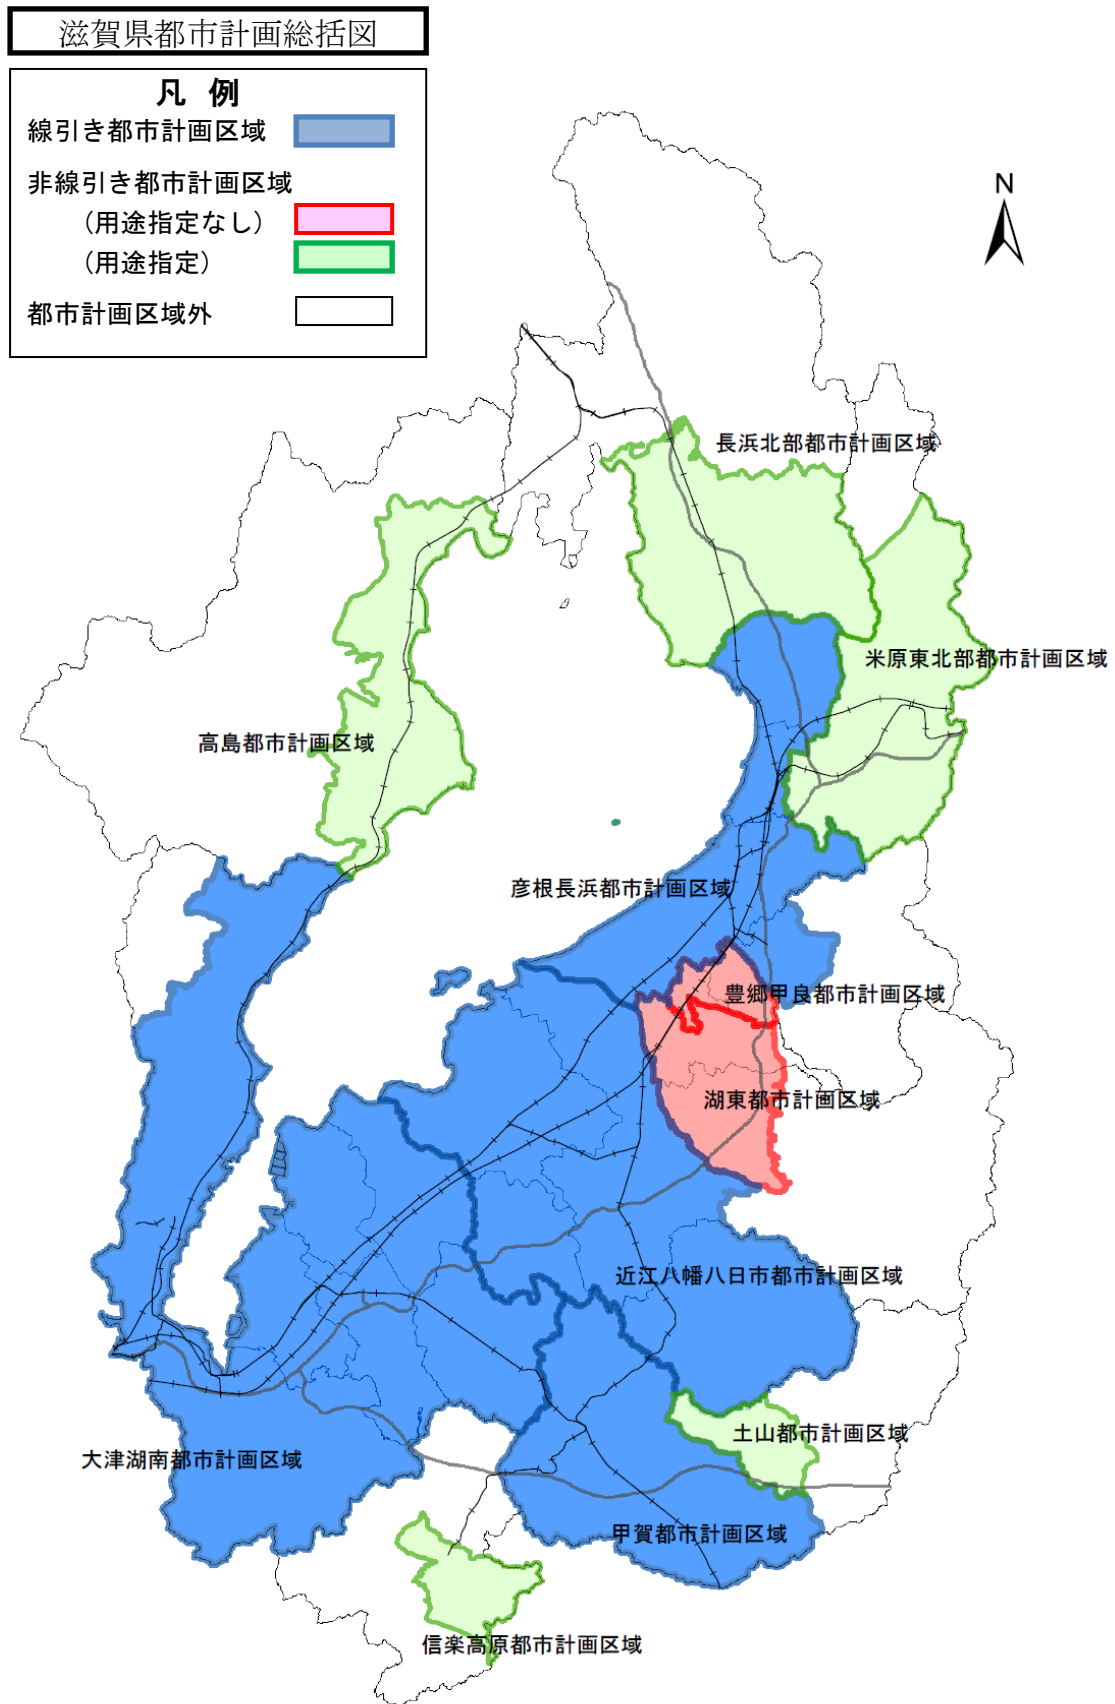 滋賀県都市計画総括図
凡 例
線引き都市計画区域
非線引き都市計画区域
（用途指定なし）
（用途指定）
都市計画区域外
N
長浜北部都市計画区域
米原東北部都市計画区域
高島都市計画区域
彦根長浜都市計画区域
豊郷甲良都市計画区域
湖東都市計画区域
近江八幡八日市都市計画区域
土山都市計画区域
大津湖南都市計画区域
甲賀都市計画区域
信楽高原都市計画区域